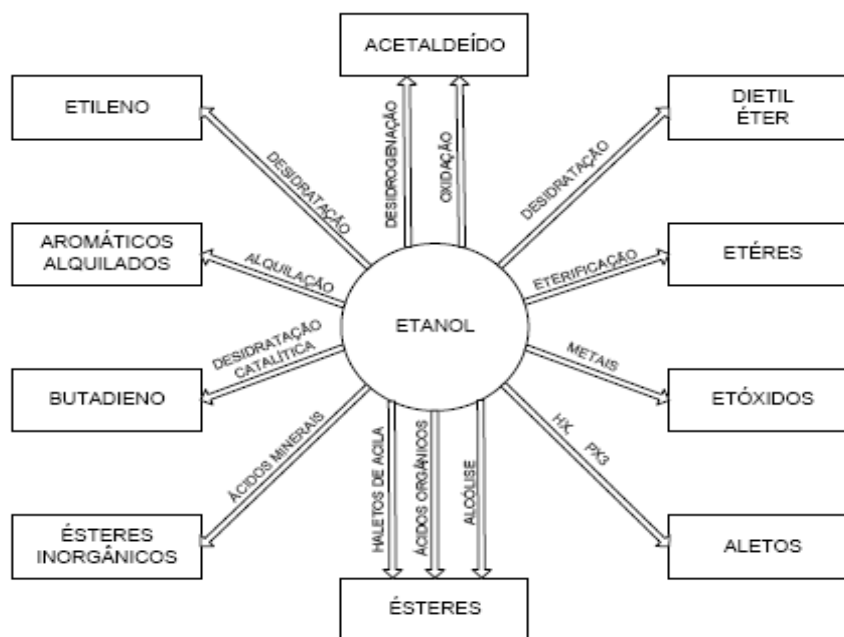 ACETALDEÍDO
ETILENO
DIETIL
ÉTER
DESIDRATAÇÃO
DESIDROGENAÇÃO
OXIDAÇÃO
DESIDRATAÇÃO
AROMÁTICOS
ALQUILADOS
ALQUILAÇÃO
ETERIFICAÇÃO
ETÉRES
ETANOL
BUTADIENO
DESIDRATAÇÃO
CATALÍTICA
METAIS
ETÓXIDOS
ÁCIDOS MINERAIS
HALETOS DE ACILA
ÁCIDOS ORGÂNICOS
ALCÓLISE
HX, PX3
ÉSTERES
INORGÂNICOS
ALETOS
ÉSTERES